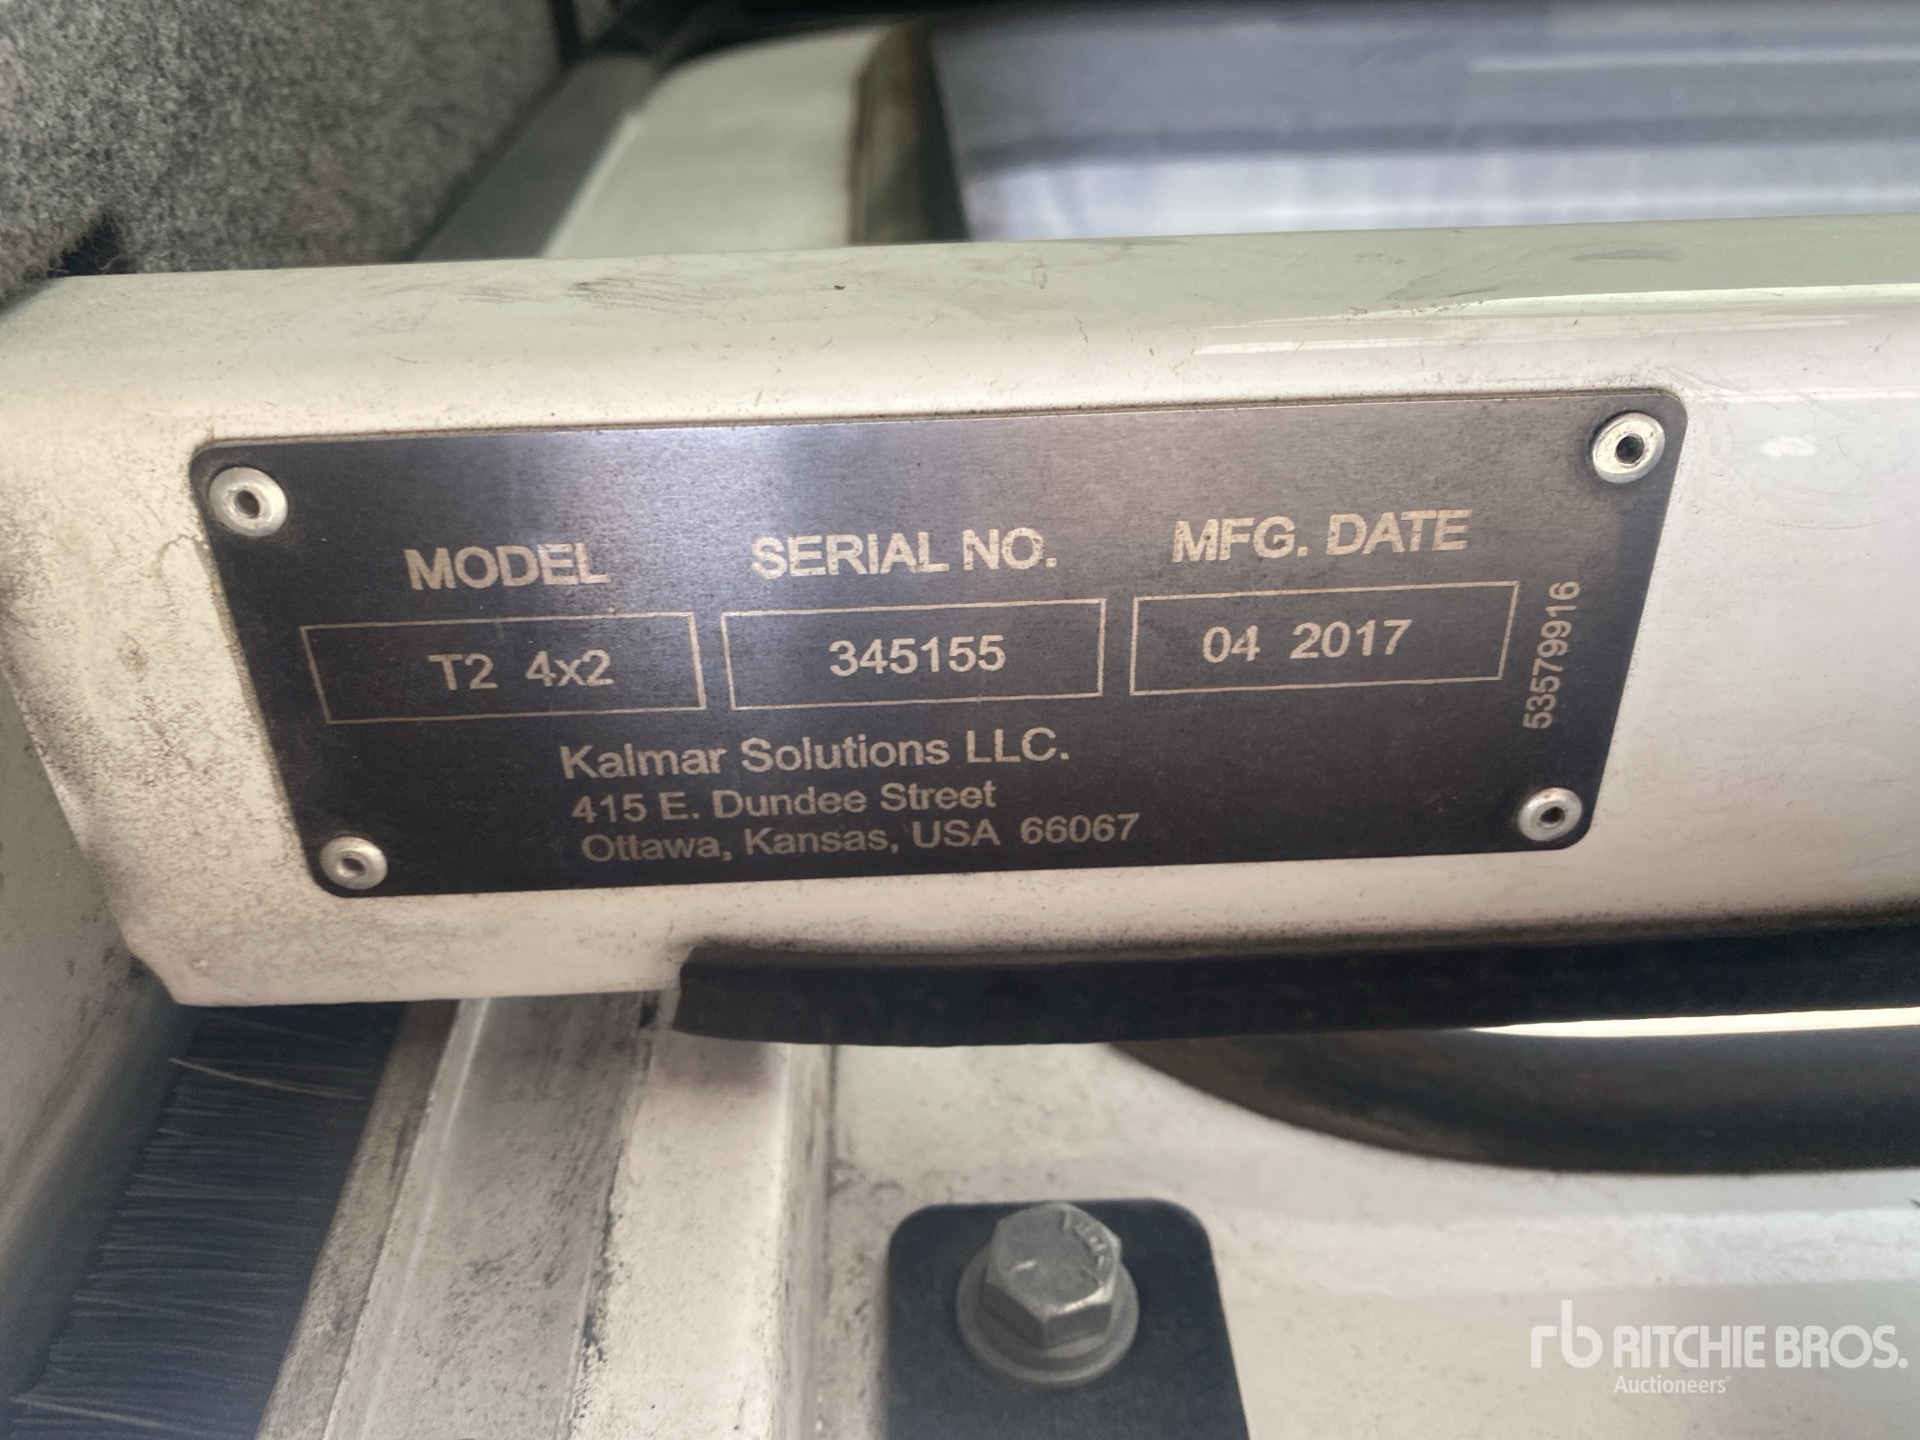 MODEL SERIAL NO. MFG. DATE
T2 4x2 345155 04 2017
53579916
Kalmar Solutions LLC.
415 E. Dundee Street
Ottawa, Kansas, USA 66067
rb RITCHIE BROS.
Auctioneers